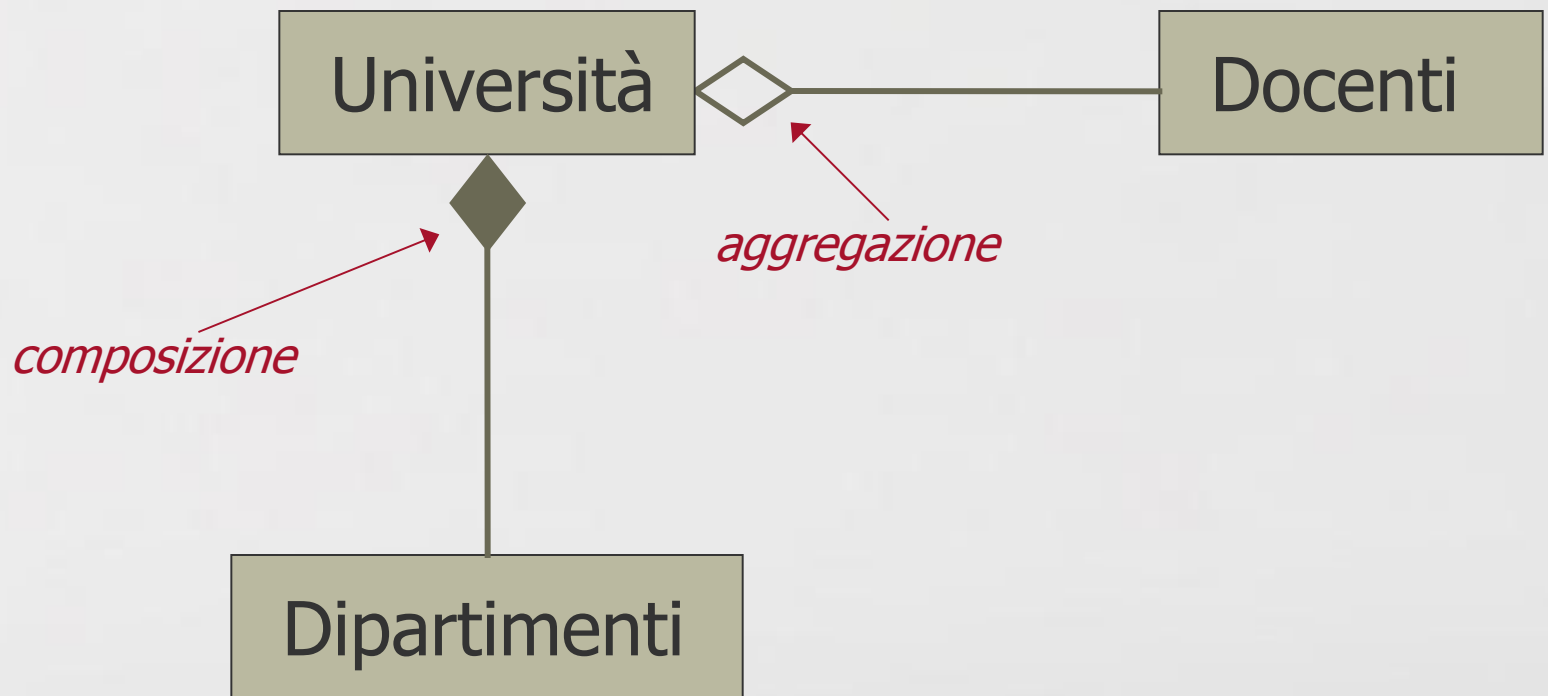 Università
Docenti
aggregazione
composizione
Dipartimenti